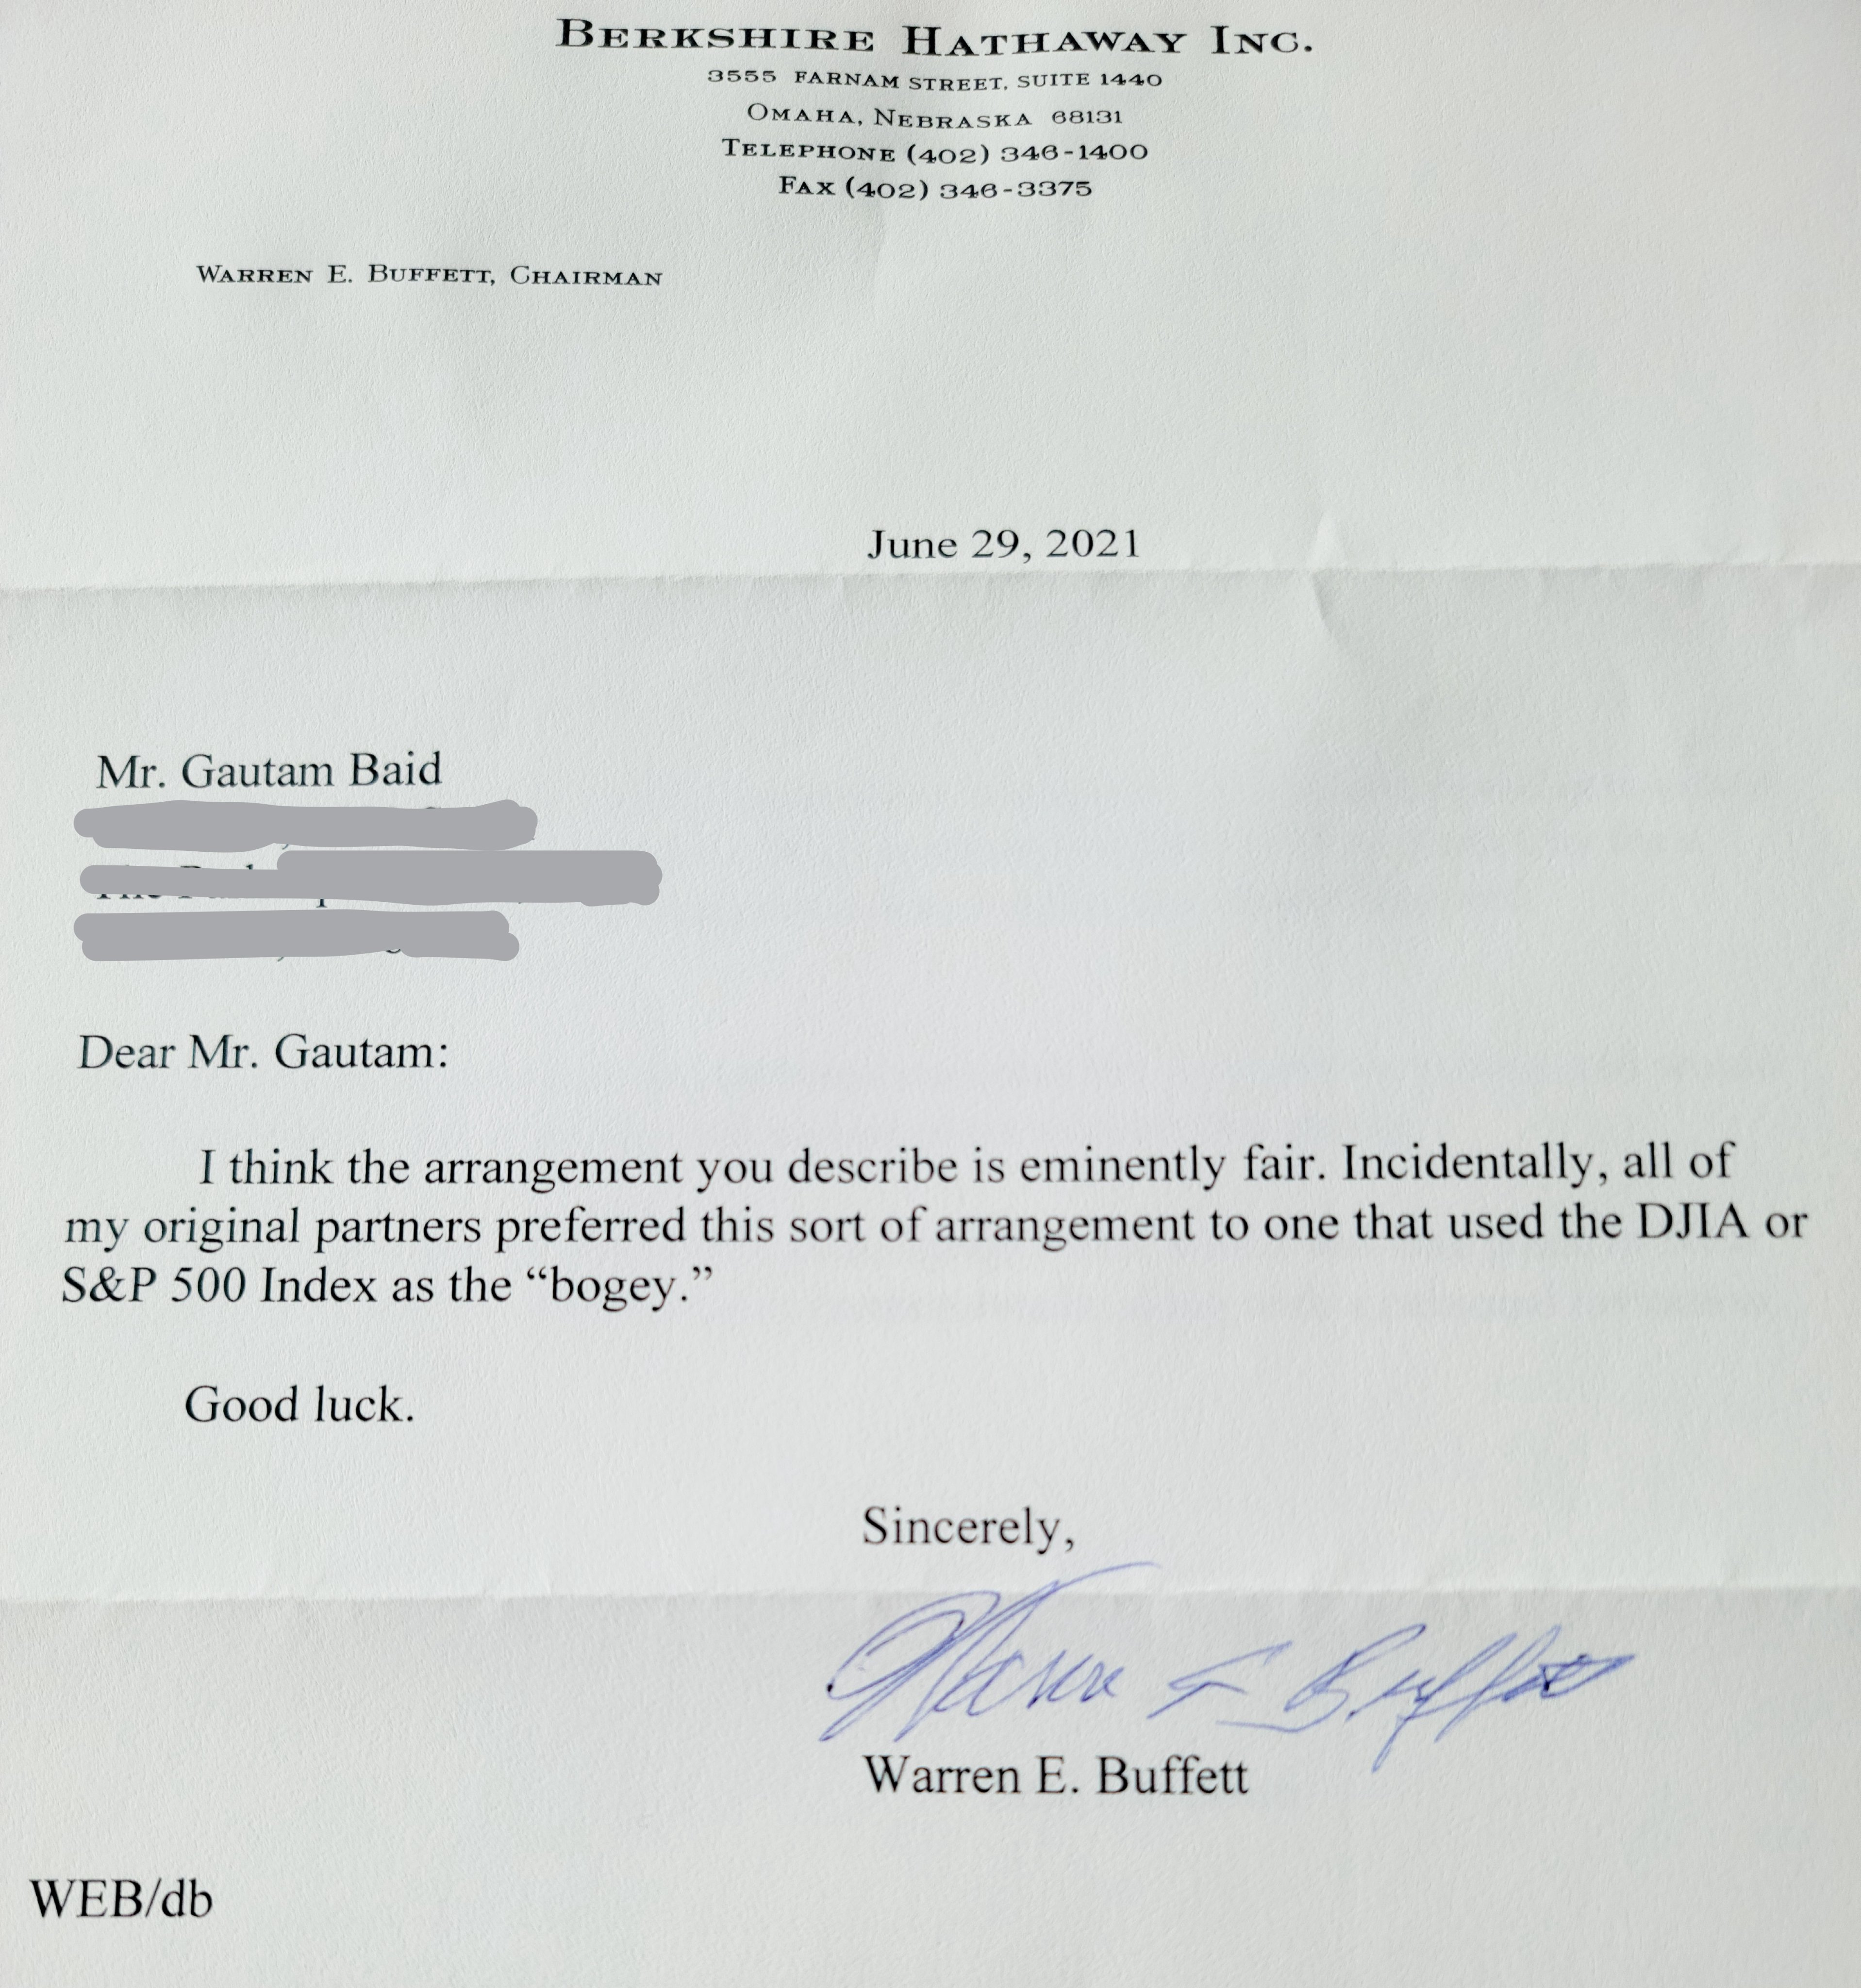 BERKSHIRE HATHAWAY INC.
3555 FARNAM STREET, SUITE 1440
OMAHA, NEBRASKA 68131
TELEPHONE (402) 346-1400
FAX (402) 346-3375
WARREN E. BUFFETT, CHAIRMAN
June 29, 2021
Mr. Gautam Baid
Dear Mr. Gautam:
I think the arrangement you describe is eminently fair. Incidentally, all of
my original partners preferred this sort of arrangement to one that used the DJIA or
S&P 500 Index as the “bogey.”
Good luck.
Sincerely,
Warren E Buffett
Warren E. Buffett
WEB/db